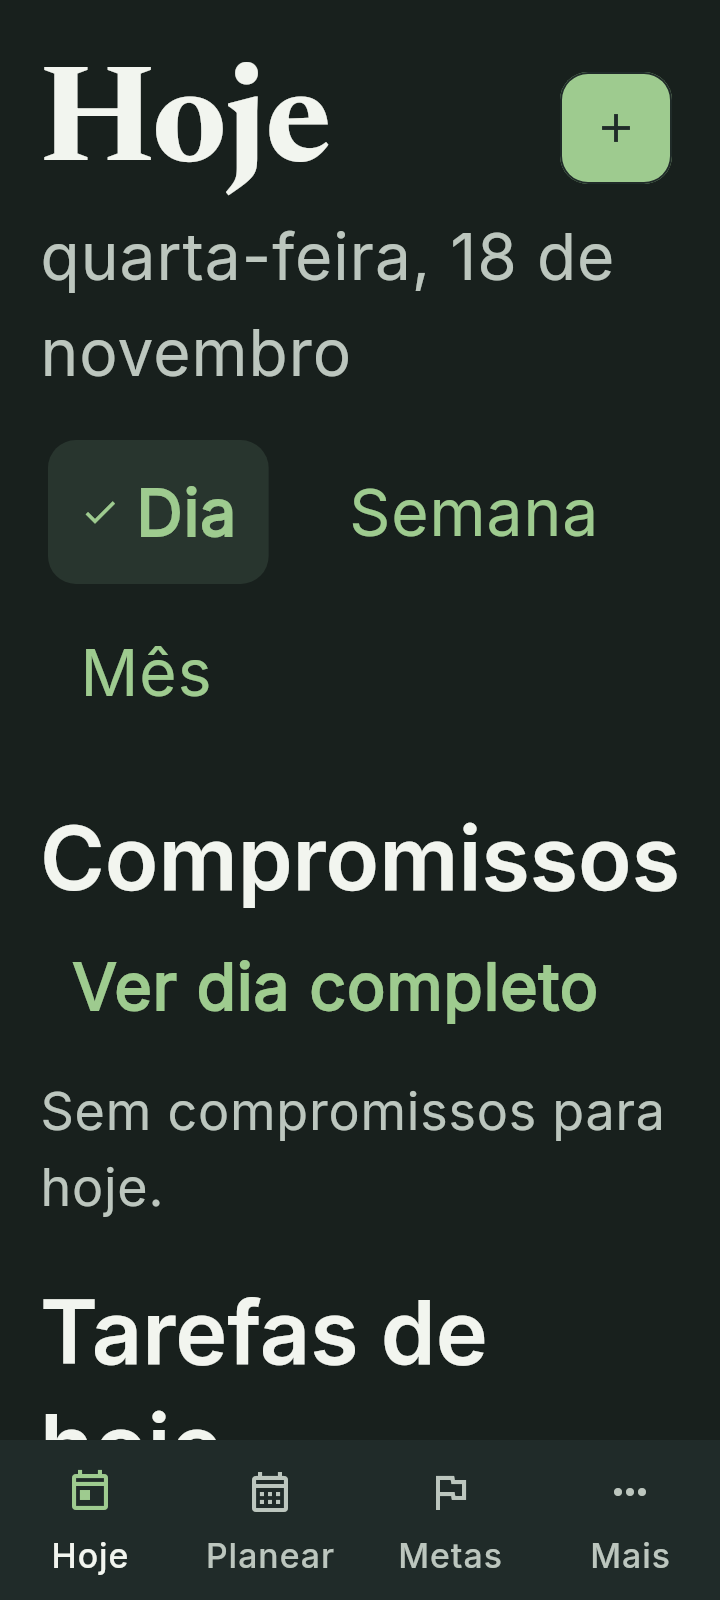 Hoje
quarta-feira, 18 de
novembro
Dia
Semana
Mês
Compromissos
Ver dia completo
Sem compromissos para
hoje.
Tarefas de
hoje
Hoje
Planear
Metas
Mais